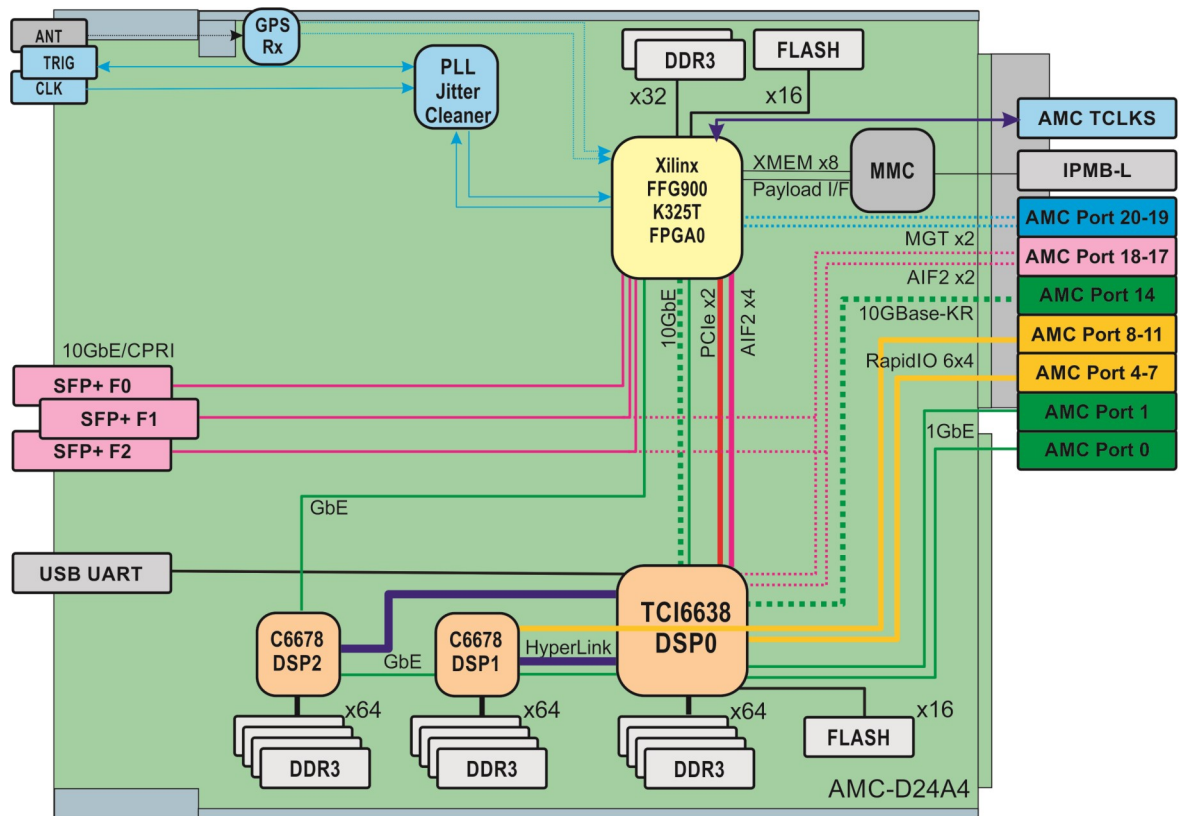 ANT
TRIG
CLK
GPS
Rx
PLL
Jitter
Cleaner
DDR3
x32
FLASH
x16
Xilinx
FFG900
K325T
FPGA0
XMEM x8
Payload I/F
MMC
AMC TCLKS
IPMB-L
AMC Port 20-19
MGT x2
AMC Port 18-17
AIF2 x2
AMC Port 14
10GBase-KR
AMC Port 8-11
RapidIO 6x4
AMC Port 4-7
AMC Port 1
1GbE
AMC Port 0
10GbE
PCIe x2
AIF2 x4
10GbE/CPRI
SFP+ F0
SFP+ F1
SFP+ F2
GbE
USB UART
C6678
DSP2
GbE
C6678
DSP1
HyperLink
TCI6638
DSP0
x64
DDR3
x64
DDR3
x64
DDR3
x16
FLASH
AMC-D24A4